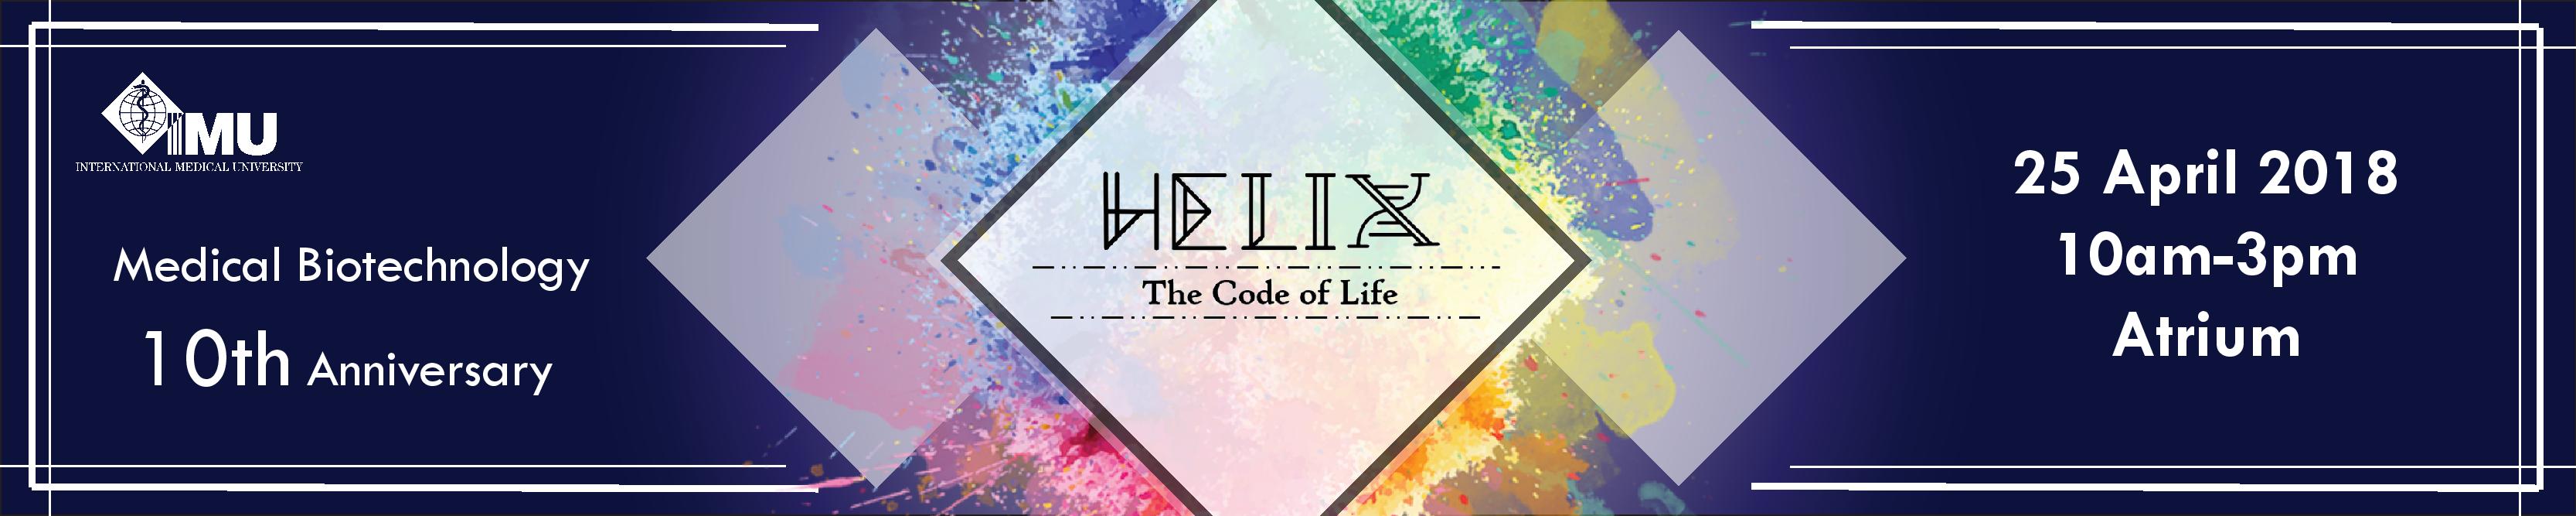 IMU
INTERNATIONAL MEDICAL UNIVERSITY
Medical Biotechnology
10th Anniversary
HELIX
The Code of Life
25 April 2018
10am-3pm
Atrium